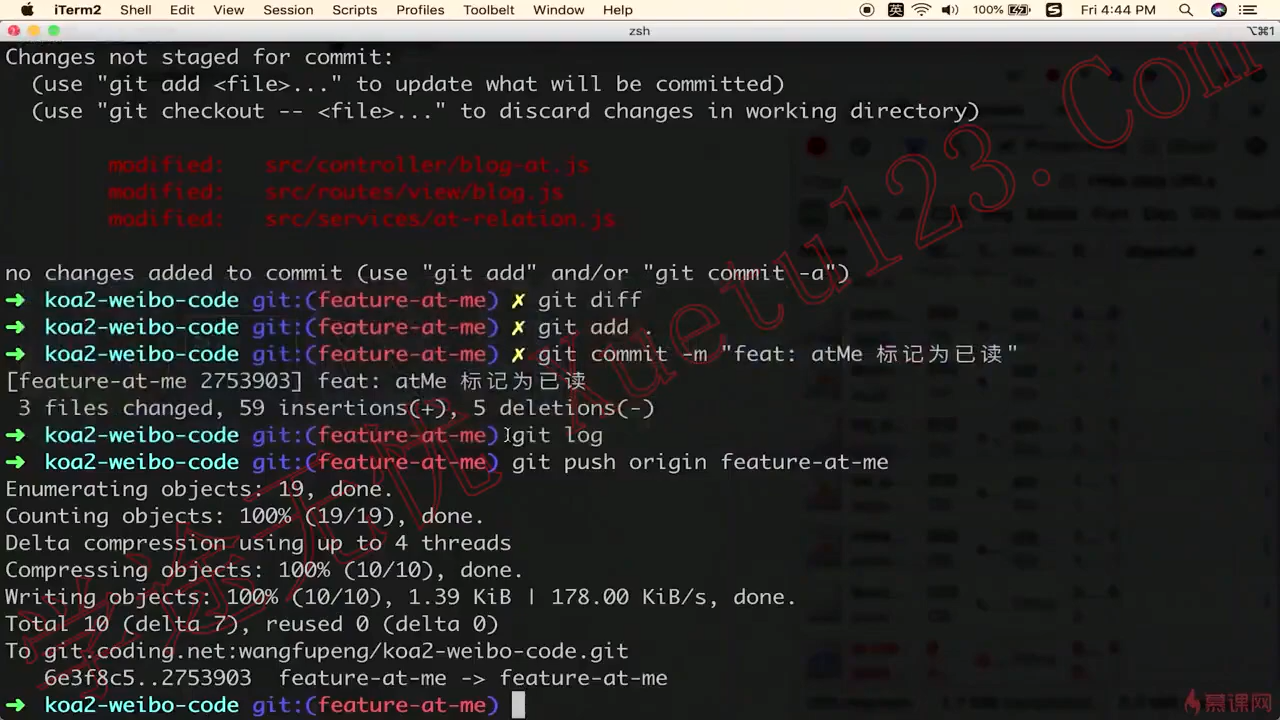 iTerm2 Shell Edit View Session Scripts Profiles Toolbelt Window Help 英 100% S Fri 4:44 PM
zsh ⌥⌘1
Changes not staged for commit:
(use "git add <file>..." to update what will be committed)
(use "git checkout -- <file>..." to discard changes in working directory)
modified: src/controller/blog-at.js
modified: src/routes/view/blog.js
modified: src/services/at-relation.js
no changes added to commit (use "git add" and/or "git commit -a")
➜ koa2-weibo-code git:(feature-at-me) ✗ git diff
➜ koa2-weibo-code git:(feature-at-me) ✗ git add .
➜ koa2-weibo-code git:(feature-at-me) ✗ git commit -m "feat: atMe 标记为已读"
[feature-at-me 2753903] feat: atMe 标记为已读
3 files changed, 59 insertions(+), 5 deletions(-)
➜ koa2-weibo-code git:(feature-at-me) git log
➜ koa2-weibo-code git:(feature-at-me) git push origin feature-at-me
Enumerating objects: 19, done.
Counting objects: 100% (19/19), done.
Delta compression using up to 4 threads
Compressing objects: 100% (10/10), done.
Writing objects: 100% (10/10), 1.39 KiB | 178.00 KiB/s, done.
Total 10 (delta 7), reused 0 (delta 0)
To git.coding.net:wangfupeng/koa2-weibo-code.git
6e3f8c5..2753903 feature-at-me -> feature-at-me
➜ koa2-weibo-code git:(feature-at-me)
学途无忧 Xuetu123.Com
慕课网